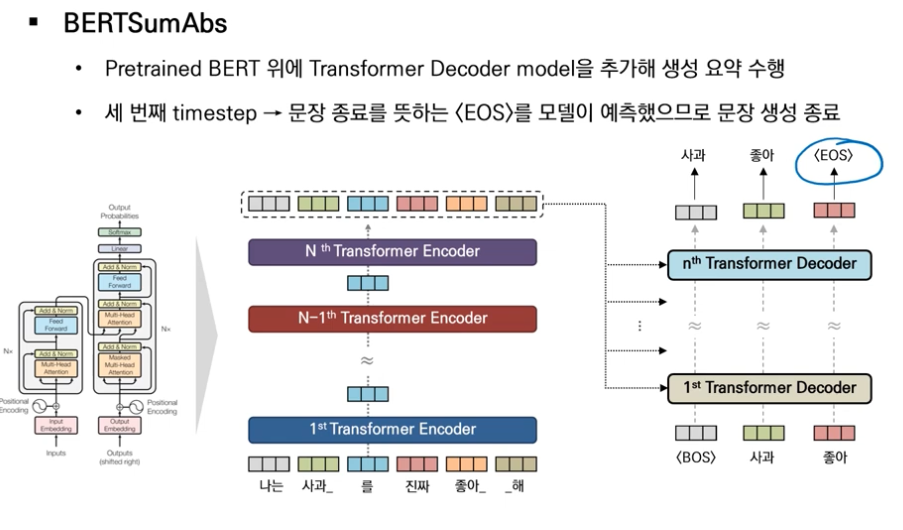 BERTSumAbs
Pretrained BERT 위에 Transformer Decoder model을 추가해 생성 요약 수행
세 번째 timestep → 문장 종료를 뜻하는 〈EOS〉를 모델이 예측했으므로 문장 생성 종료
사과 좋아 〈EOS〉
Output
Probabilities
Softmax
Linear
Add & Norm
Feed
Forward
Add & Norm
Multi-Head
Attention
Add & Norm
Masked
Multi-Head
Attention
Nx
Positional
Encoding
Output
Embedding
Outputs
(shifted right)
Add & Norm
Feed
Forward
Add & Norm
Multi-Head
Attention
Nx
Positional
Encoding
Input
Embedding
Inputs
N th Transformer Encoder
N-1th Transformer Encoder
≈
1st Transformer Encoder
나는 사과_ 를 진짜 좋아_ _해
nth Transformer Decoder
≈ ≈ ≈
1st Transformer Decoder
〈BOS〉 사과 좋아